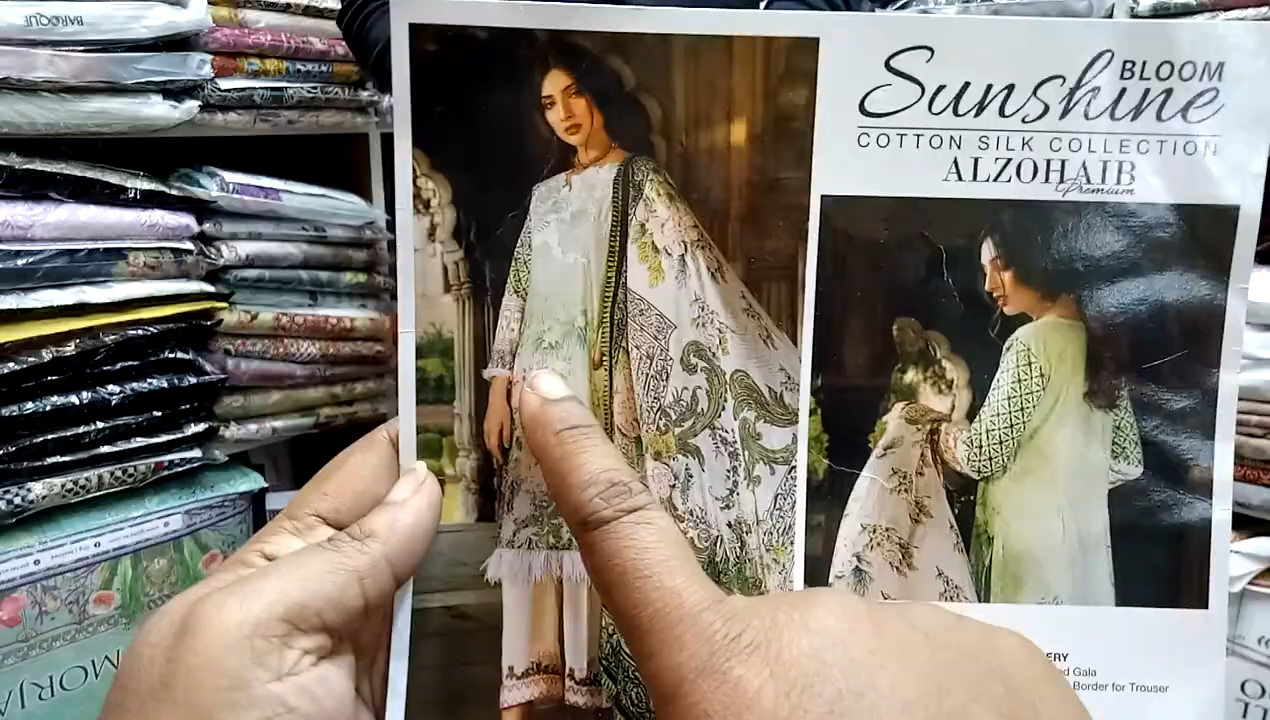 BAROQUE
BLOOM
Sunshine
COTTON SILK COLLECTION
ALZOHAIB
Premium
ERY
d Gala
Border for Trouser
MORJA